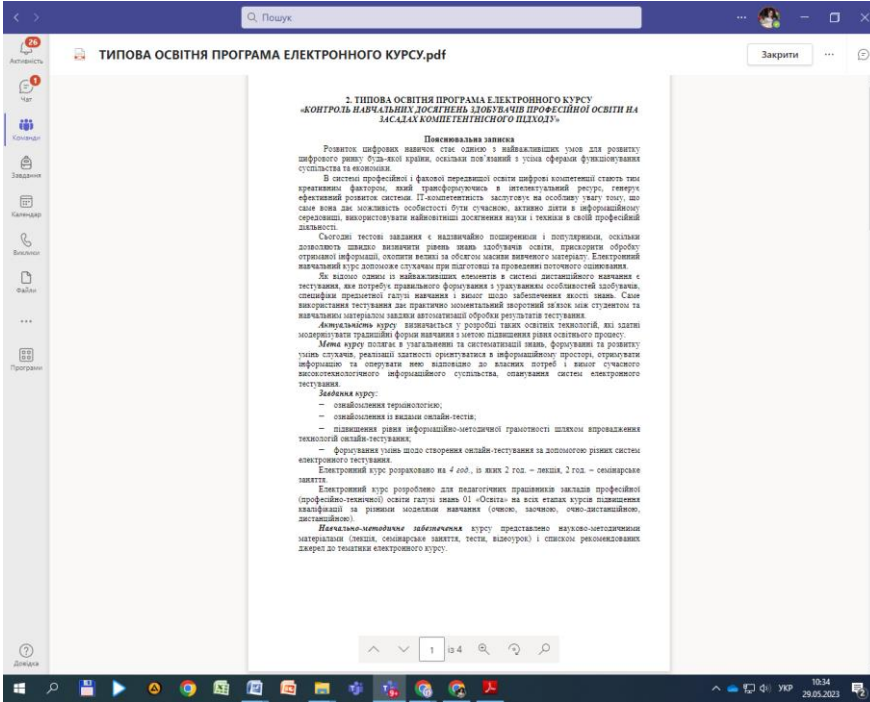 Пошук
26
Активність
ТИПОВА ОСВІТНЯ ПРОГРАМА ЕЛЕКТРОННОГО КУРСУ.pdf
Закрити
1
Чат
Команди
Завдання
Календар
Виклики
Файли
Програми
Довідка
2. ТИПОВА ОСВІТНЯ ПРОГРАМА ЕЛЕКТРОННОГО КУРСУ
«КОНТРОЛЬ НАВЧАЛЬНИХ ДОСЯГНЕНЬ ЗДОБУВАЧІВ ПРОФЕСІЙНОЇ ОСВІТИ НА
ЗАСАДАХ КОМПЕТЕНТНІСНОГО ПІДХОДУ»
Пояснювальна записка
Розвиток цифрових навичок стає однією з найважливіших умов для розвитку
цифрового ринку будь-якої країни, оскільки пов'язаний з усіма сферами функціонування
суспільства та економіки.
В системі професійної і фахової передвищої освіти цифрові компетенції стають тим
креативним фактором, який трансформуючись в інтелектуальний ресурс, генерує
ефективний розвиток системи. ІТ-компетентність заслуговує на особливу увагу тому, що
саме вона дає можливість особистості бути сучасною, активно діяти в інформаційному
середовищі, використовувати найновітніші досягнення науки і техніки в своїй професійній
діяльності.
Сьогодні тестові завдання є надзвичайно поширеними і популярними, оскільки
дозволяють швидко визначити рівень знань здобувачів освіти, прискорити обробку
отриманої інформації, охопити великі за обсягом масиви вивченого матеріалу. Електронний
навчальний курс допоможе слухачам при підготовці та проведенні поточного оцінювання.
Як відомо одним із найважливіших елементів в системі дистанційного навчання є
тестування, яке потребує правильного формування з урахуванням особливостей здобувачів,
специфіки предметної галузі навчання і вимог щодо забезпечення якості знань. Саме
використання тестування дає практично моментальний зворотний зв'язок між студентом та
навчальним матеріалом завдяки автоматизації обробки результатів тестування.
Актуальність курсу визначається у розробці таких освітніх технологій, які здатні
модернізувати традиційні форми навчання з метою підвищення рівня освітнього процесу.
Мета курсу полягає в узагальненні та систематизації знань, формуванні та розвитку
умінь слухачів, реалізації здатності орієнтуватися в інформаційному просторі, отримувати
інформацію та оперувати нею відповідно до власних потреб і вимог сучасного
високотехнологічного інформаційного суспільства, опанування систем електронного
тестування.
Завдання курсу:
– ознайомлення термінологією;
– ознайомлення із видами онлайн-тестів;
– підвищення рівня інформаційно-методичної грамотності шляхом впровадження
технологій онлайн-тестування;
– формування умінь щодо створення онлайн-тестування за допомогою різних систем
електронного тестування.
Електронний курс розраховано на 4 год., із яких 2 год. – лекція, 2 год. – семінарське
заняття.
Електронний курс розроблено для педагогічних працівників закладів професійної
(професійно-технічної) освіти галузі знань 01 «Освіта» на всіх етапах курсів підвищення
кваліфікації за різними моделями навчання (очною, заочною, очно-дистанційною,
дистанційною).
Навчально-методичне забезпечення курсу представлено науково-методичними
матеріалами (лекція, семінарське заняття, тести, відеоурок) і списком рекомендованих
джерел до тематики електронного курсу.
1 із 4
УКР
10:34
29.05.2023